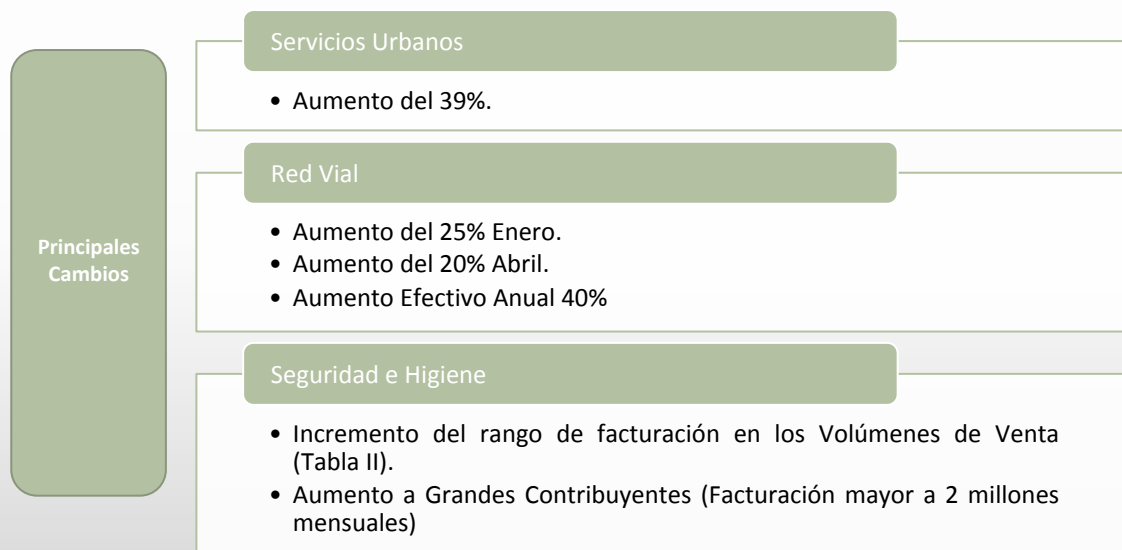 Principales
Cambios
Servicios Urbanos
• Aumento del 39%.
Red Vial
• Aumento del 25% Enero.
• Aumento del 20% Abril.
• Aumento Efectivo Anual 40%
Seguridad e Higiene
• Incremento del rango de facturación en los Volúmenes de Venta
(Tabla II).
• Aumento a Grandes Contribuyentes (Facturación mayor a 2 millones
mensuales)